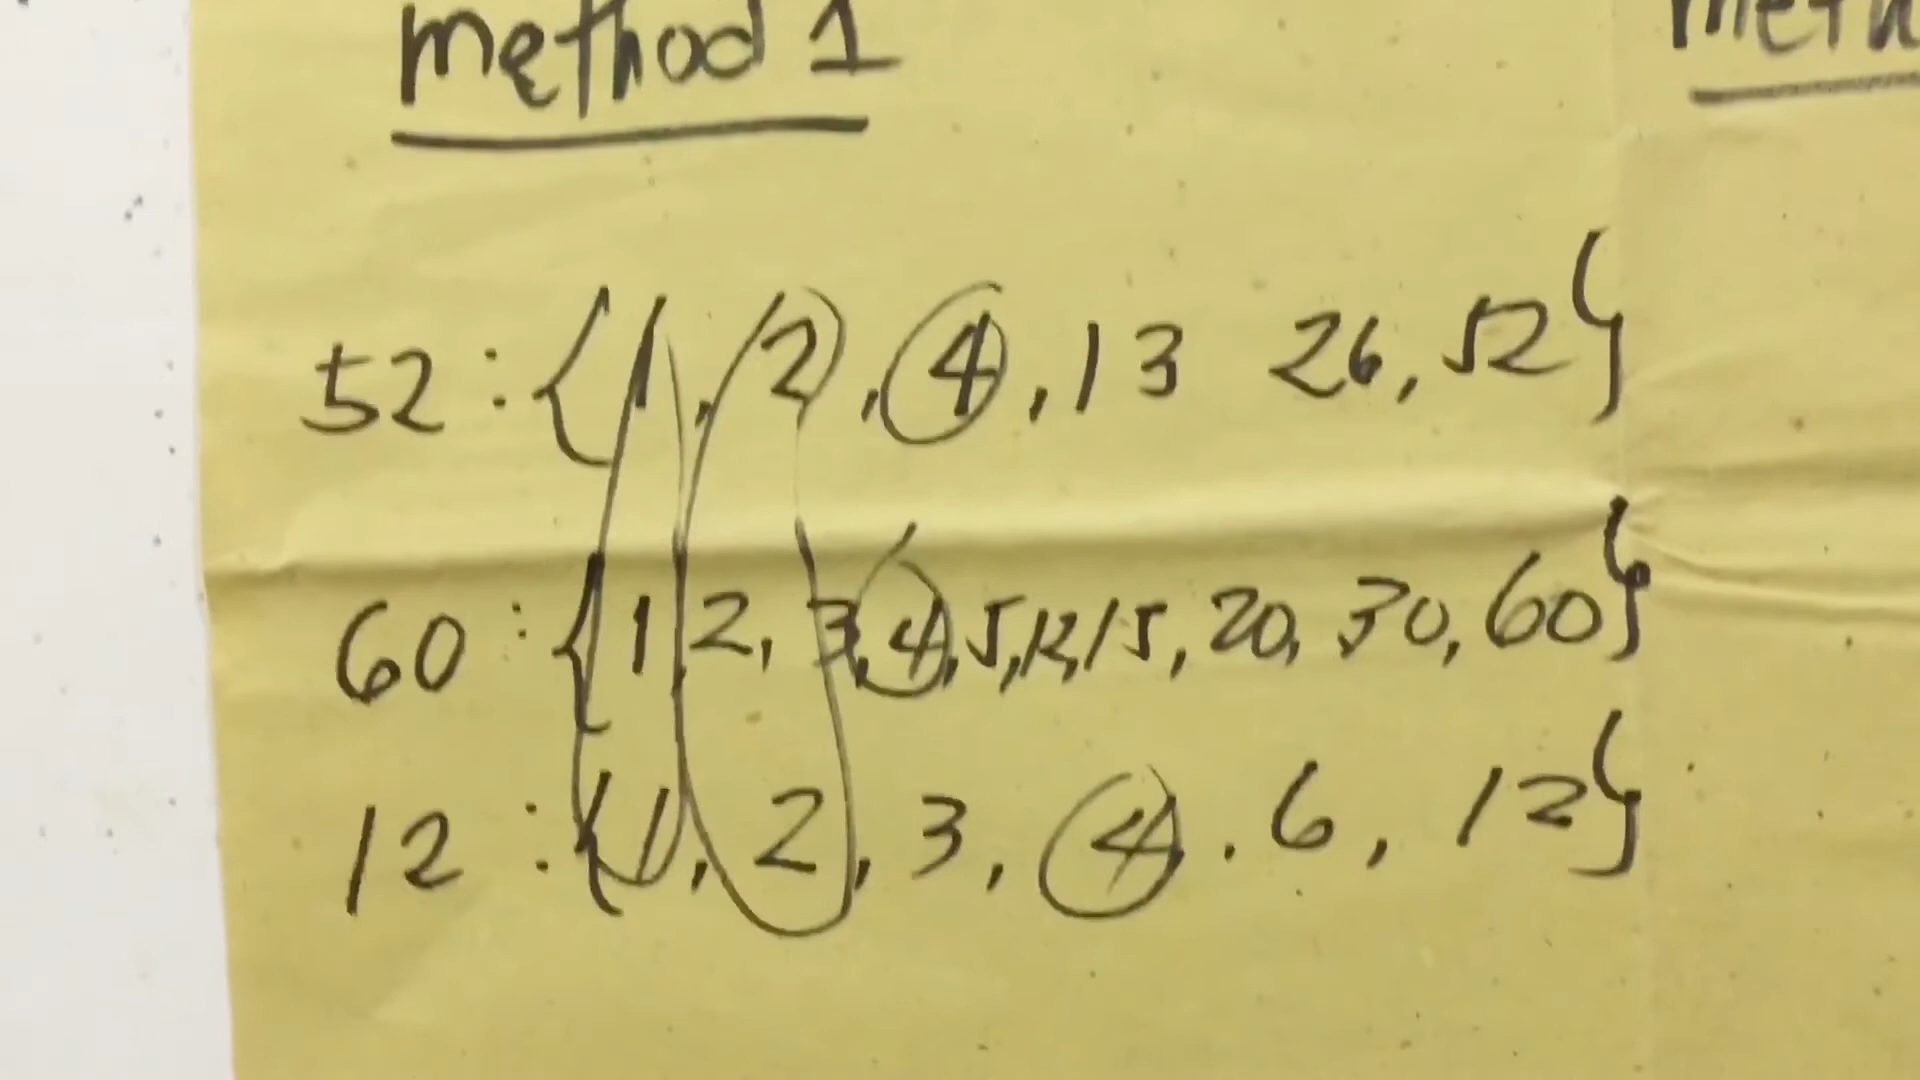 method 1
meth
52 : {1, 2, 4, 13 26, 52}
60 : {1, 2, 3, 4, 5, 12, 15, 20, 30, 60}
12 : {1, 2, 3, 4, . 6, 12}